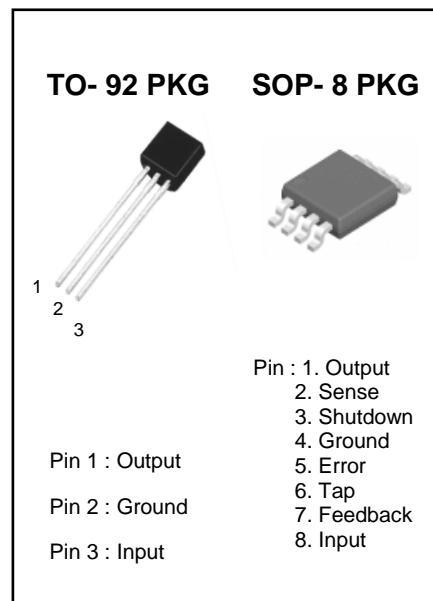 TO- 92 PKG
SOP- 8 PKG
1
2
3
Pin 1 : Output
Pin 2 : Ground
Pin 3 : Input
Pin : 1. Output
2. Sense
3. Shutdown
4. Ground
5. Error
6. Tap
7. Feedback
8. Input